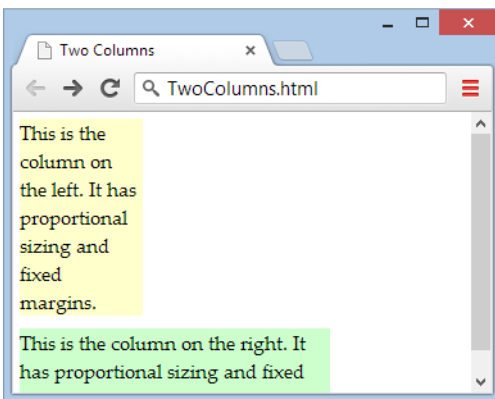 Two Columns
TwoColumns.html
This is the
column on
the left. It has
proportional
sizing and
fixed
margins.
This is the column on the right. It
has proportional sizing and fixed